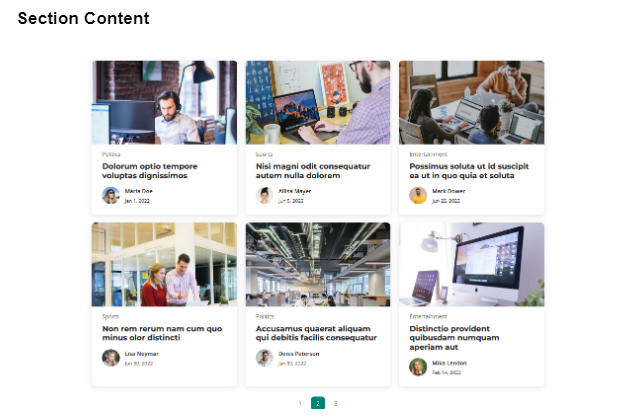 Section Content
Politics
Dolorum optio tempore
voluptas dignissimos
Maria Doe
Jan 1, 2022
Sports
Nisi magni odit consequatur
autem nulla dolorem
Allisa Mayer
Jun 5, 2022
Entertainment
Possimus soluta ut id suscipit
ea ut in quo quia et soluta
Mark Dower
Jun 22, 2022
Sports
Non rem rerum nam cum quo
minus olor distincti
Lisa Neymar
Jun 30, 2022
Politics
Accusamus quaerat aliquam
qui debitis facilis consequatur
Denis Peterson
Jan 30, 2022
Entertainment
Distinctio provident
quibusdam numquam
aperiam aut
Mika Lendon
Feb 14, 2022
1 2 3